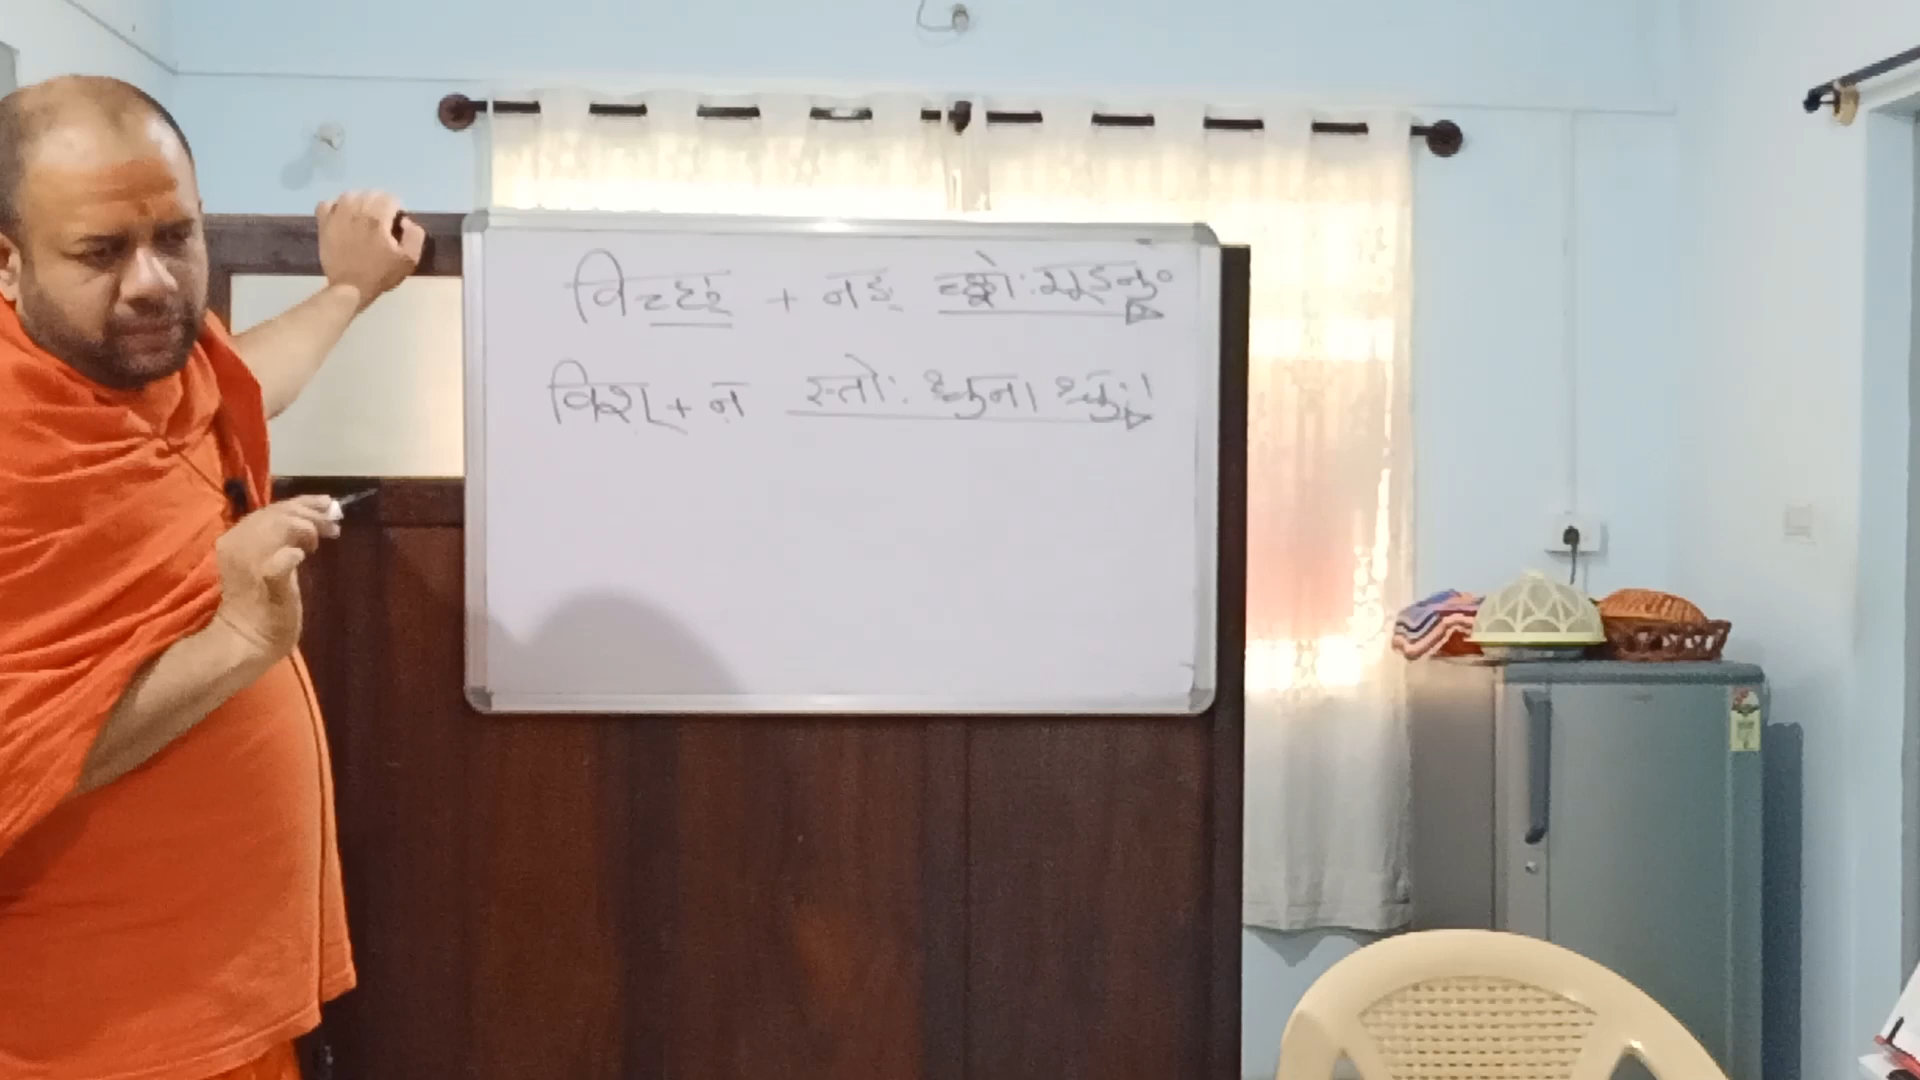 विच्छ् + नङ् च्छ्वोः शूडनु०
विश् + न स्तोः श्चुना श्चुः।